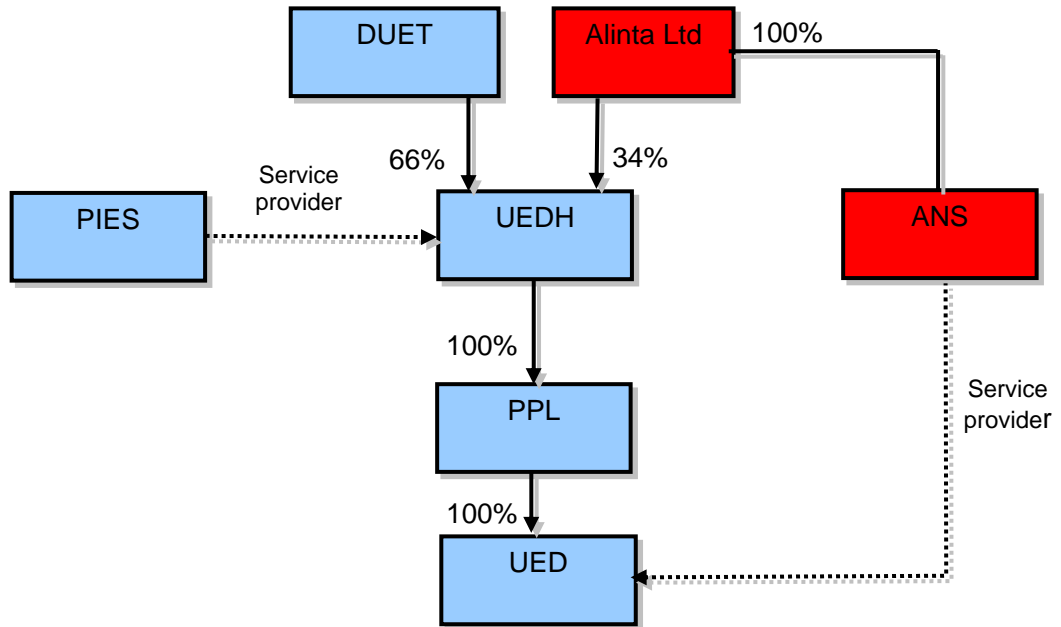 DUET
Alinta Ltd
100%
66%
34%
Service
provider
PIES
UEDH
ANS
100%
PPL
Service
provider
100%
UED